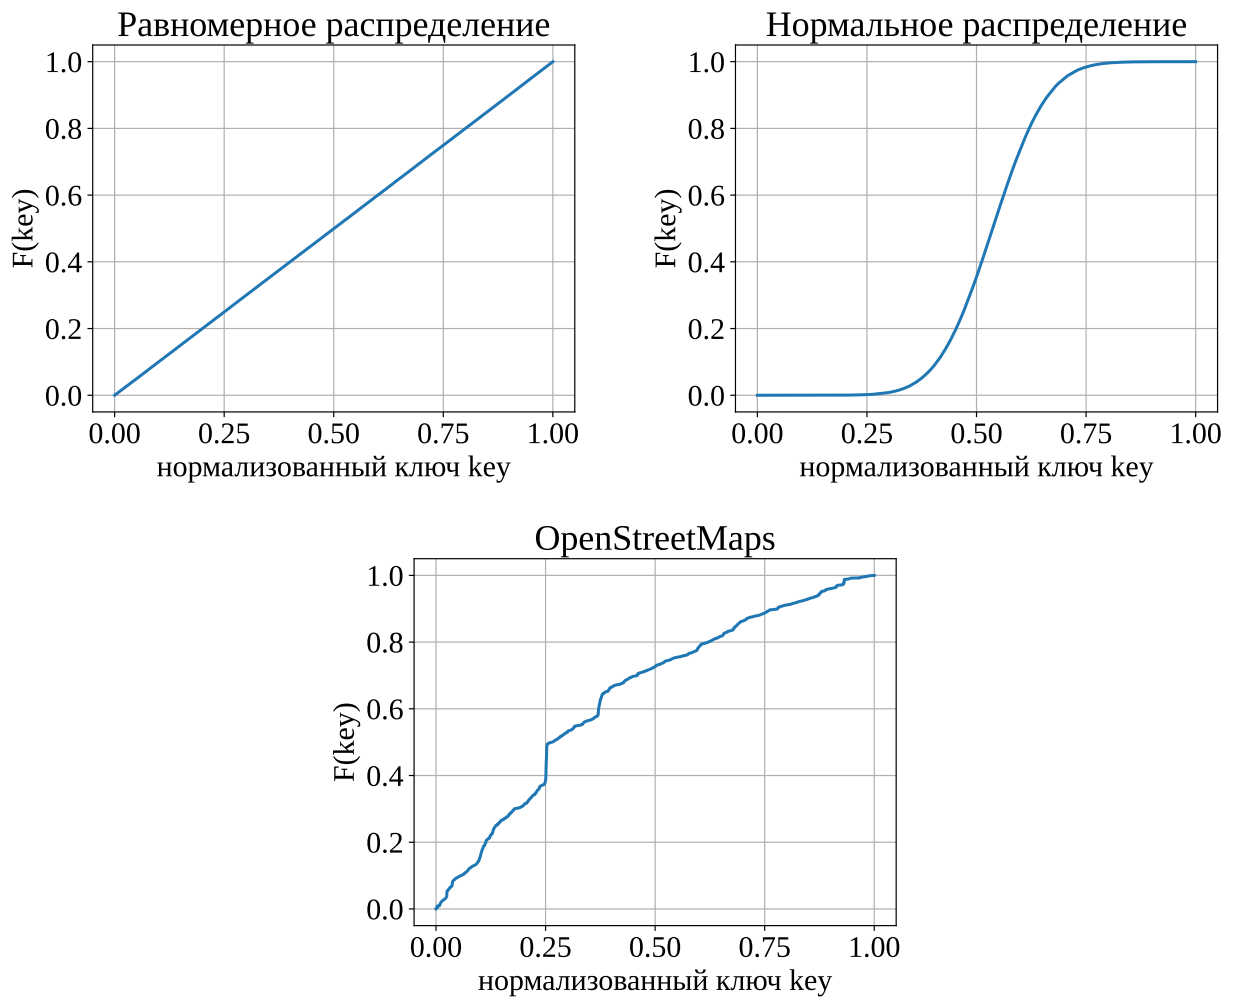 Равномерное распределение
1.0
0.8
0.6
0.4
0.2
0.0
F(key)
0.00 0.25 0.50 0.75 1.00
нормализованный ключ key
Нормальное распределение
1.0
0.8
0.6
0.4
0.2
0.0
F(key)
0.00 0.25 0.50 0.75 1.00
нормализованный ключ key
OpenStreetMaps
1.0
0.8
0.6
0.4
0.2
0.0
F(key)
0.00 0.25 0.50 0.75 1.00
нормализованный ключ key